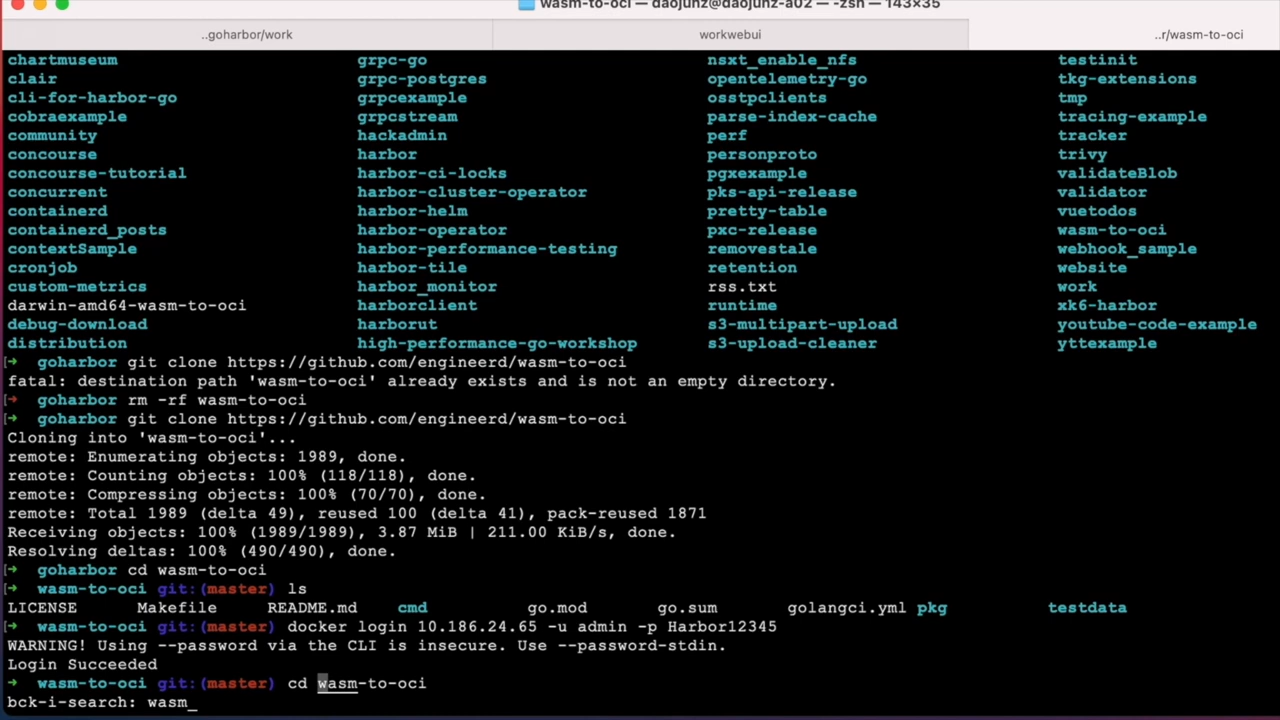 wasm-to-oci — daojunz@daojunz-a02 — -zsh — 143×35
..goharbor/work workwebui ..r/wasm-to-oci
chartmuseum grpc-go nsxt_enable_nfs testinit
clair grpc-postgres opentelemetry-go tkg-extensions
cli-for-harbor-go grpcexample osstpclients tmp
cobraexample grpcstream parse-index-cache tracing-example
community hackadmin perf tracker
concourse harbor personproto trivy
concourse-tutorial harbor-ci-locks pgxexample validateBlob
concurrent harbor-cluster-operator pks-api-release validator
containerd harbor-helm pretty-table vuetodos
containerd_posts harbor-operator pxc-release wasm-to-oci
contextSample harbor-performance-testing removestale webhook_sample
cronjob harbor-tile retention website
custom-metrics harbor_monitor rss.txt work
darwin-amd64-wasm-to-oci harborclient runtime xk6-harbor
debug-download harborut s3-multipart-upload youtube-code-example
distribution high-performance-go-workshop s3-upload-cleaner yttexample
[➜ goharbor git clone https://github.com/engineerd/wasm-to-oci
fatal: destination path 'wasm-to-oci' already exists and is not an empty directory.
[➜ goharbor rm -rf wasm-to-oci
[➜ goharbor git clone https://github.com/engineerd/wasm-to-oci
Cloning into 'wasm-to-oci'...
remote: Enumerating objects: 1989, done.
remote: Counting objects: 100% (118/118), done.
remote: Compressing objects: 100% (70/70), done.
remote: Total 1989 (delta 49), reused 100 (delta 41), pack-reused 1871
Receiving objects: 100% (1989/1989), 3.87 MiB | 211.00 KiB/s, done.
Resolving deltas: 100% (490/490), done.
[➜ goharbor cd wasm-to-oci
[➜ wasm-to-oci git:(master) ls
LICENSE Makefile README.md cmd go.mod go.sum golangci.yml pkg testdata
[➜ wasm-to-oci git:(master) docker login 10.186.24.65 -u admin -p Harbor12345
WARNING! Using --password via the CLI is insecure. Use --password-stdin.
Login Succeeded
➜ wasm-to-oci git:(master) cd wasm-to-oci
bck-i-search: wasm_